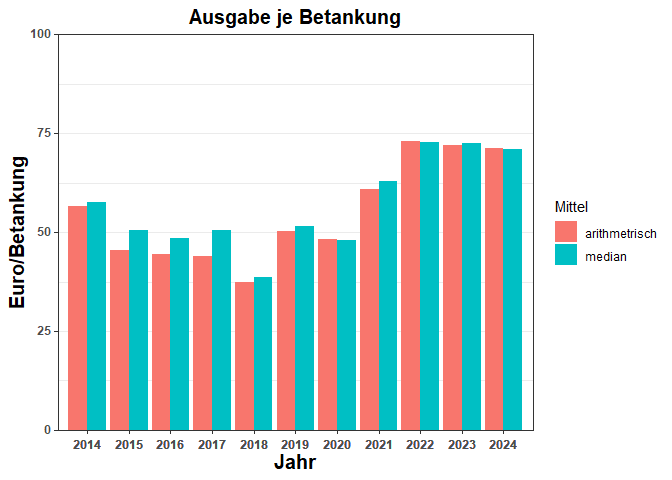 Ausgabe je Betankung
100
75
50
25
0
Euro/Betankung
2014 2015 2016 2017 2018 2019 2020 2021 2022 2023 2024
Jahr
Mittel
arithmetrisch
median